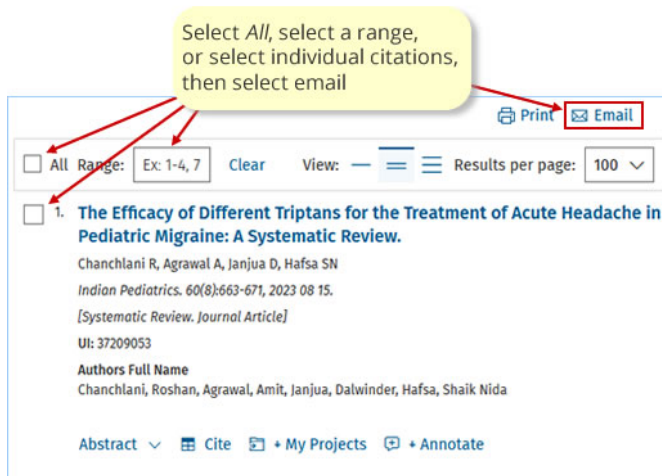 Select All, select a range,
or select individual citations,
then select email
Print Email
All Range: Ex: 1-4, 7 Clear View: Results per page: 100
1. The Efficacy of Different Triptans for the Treatment of Acute Headache in
Pediatric Migraine: A Systematic Review.
Chanchlani R, Agrawal A, Janjua D, Hafsa SN
Indian Pediatrics. 60(8):663-671, 2023 08 15.
[Systematic Review. Journal Article]
UI: 37209053
Authors Full Name
Chanchlani, Roshan, Agrawal, Amit, Janjua, Dalwinder, Hafsa, Shaik Nida
Abstract Cite + My Projects + Annotate